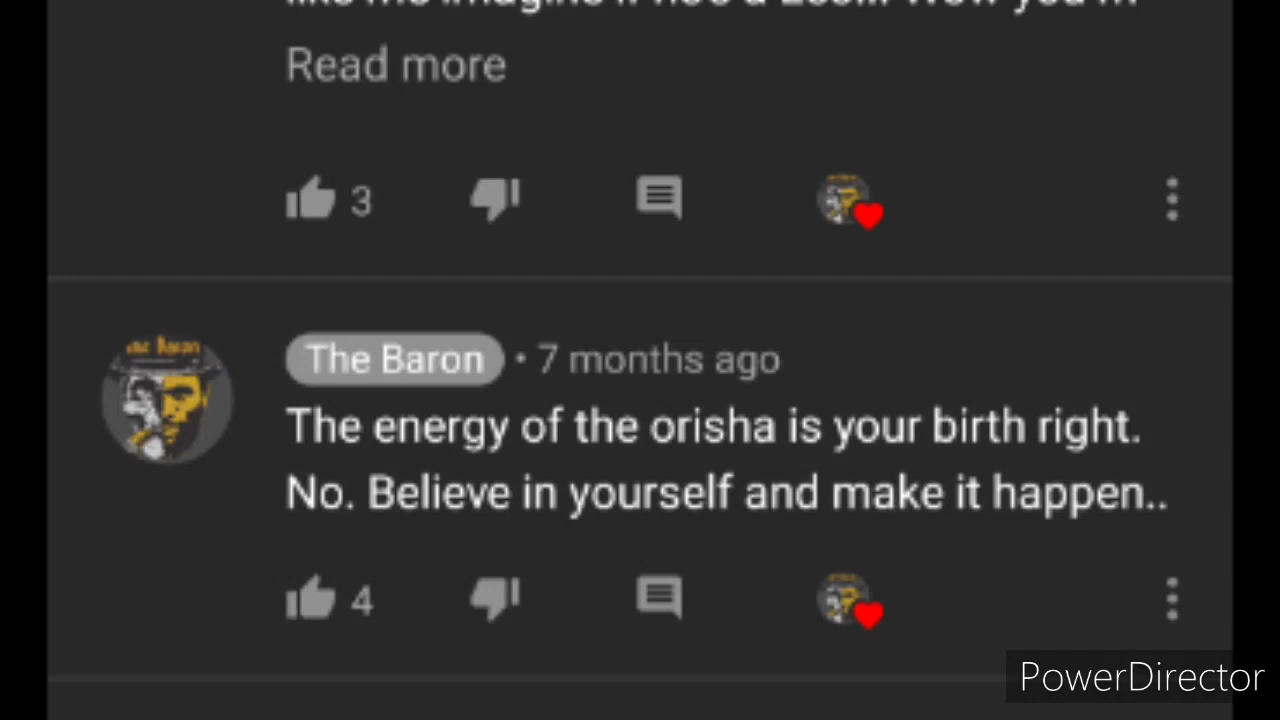 Read more
3
The Baron • 7 months ago
The energy of the orisha is your birth right.
No. Believe in yourself and make it happen..
4
PowerDirector